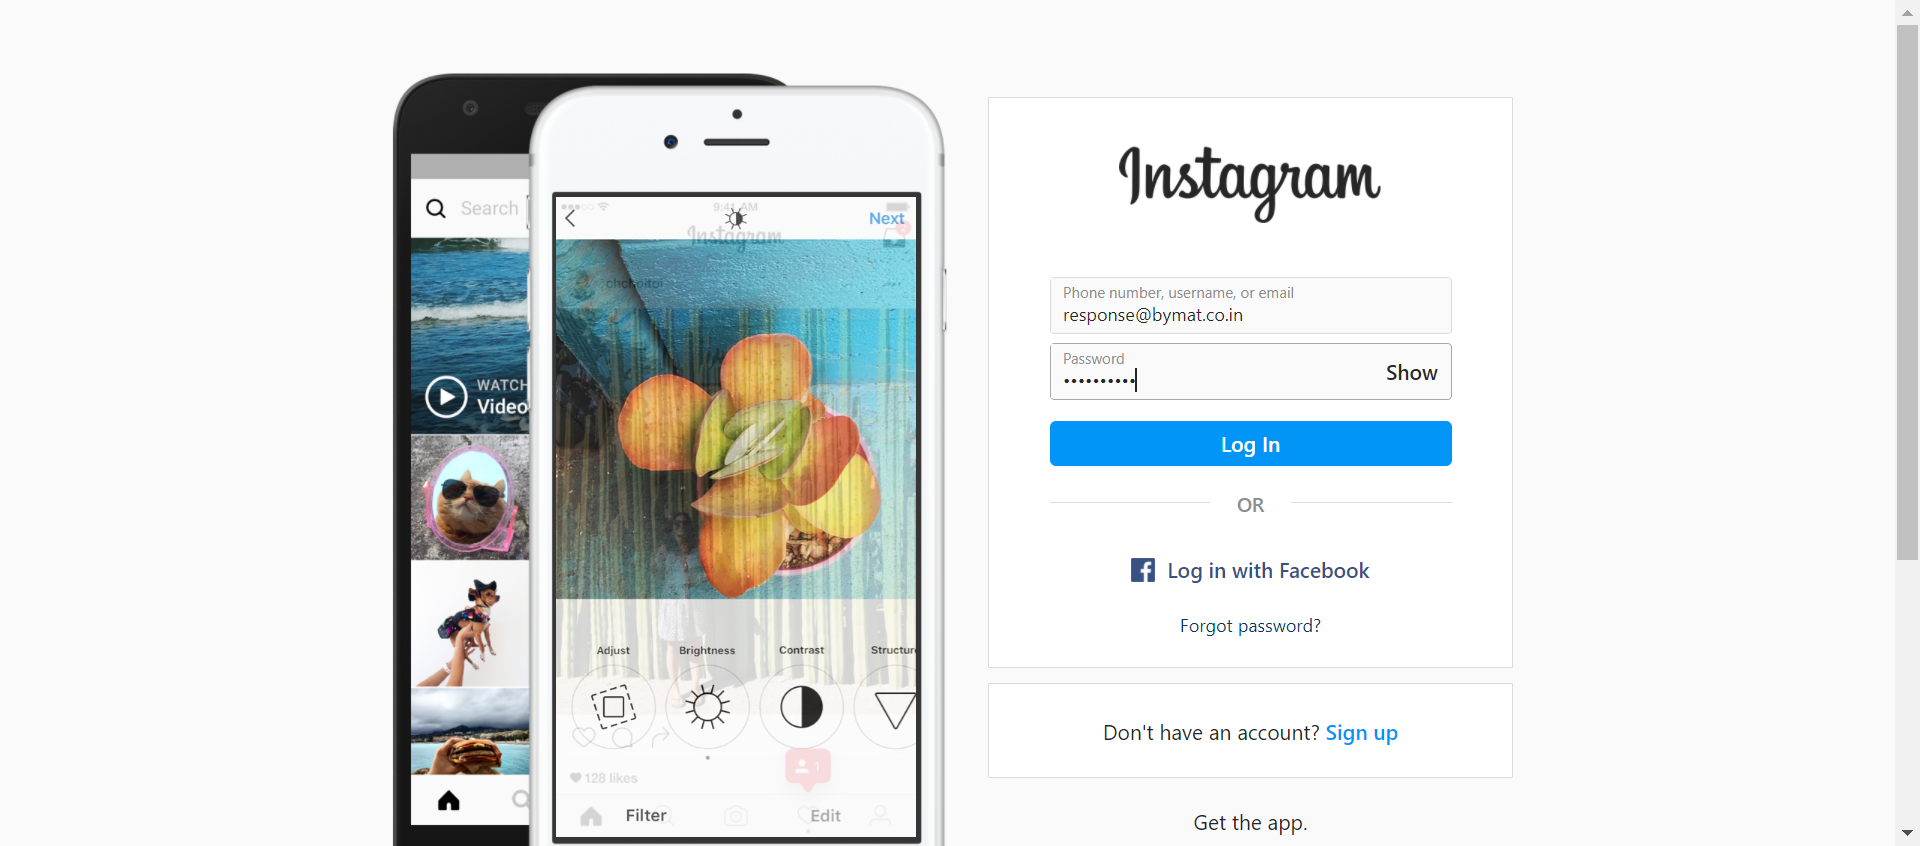 Search
WATCH
Video
9:41 AM
Next
Instagram
Adjust
Brightness
Contrast
Structure
128 likes
1
Filter
Edit
Instagram
Phone number, username, or email
response@bymat.co.in
Password
••••••••••
Show
Log In
OR
Log in with Facebook
Forgot password?
Don't have an account? Sign up
Get the app.